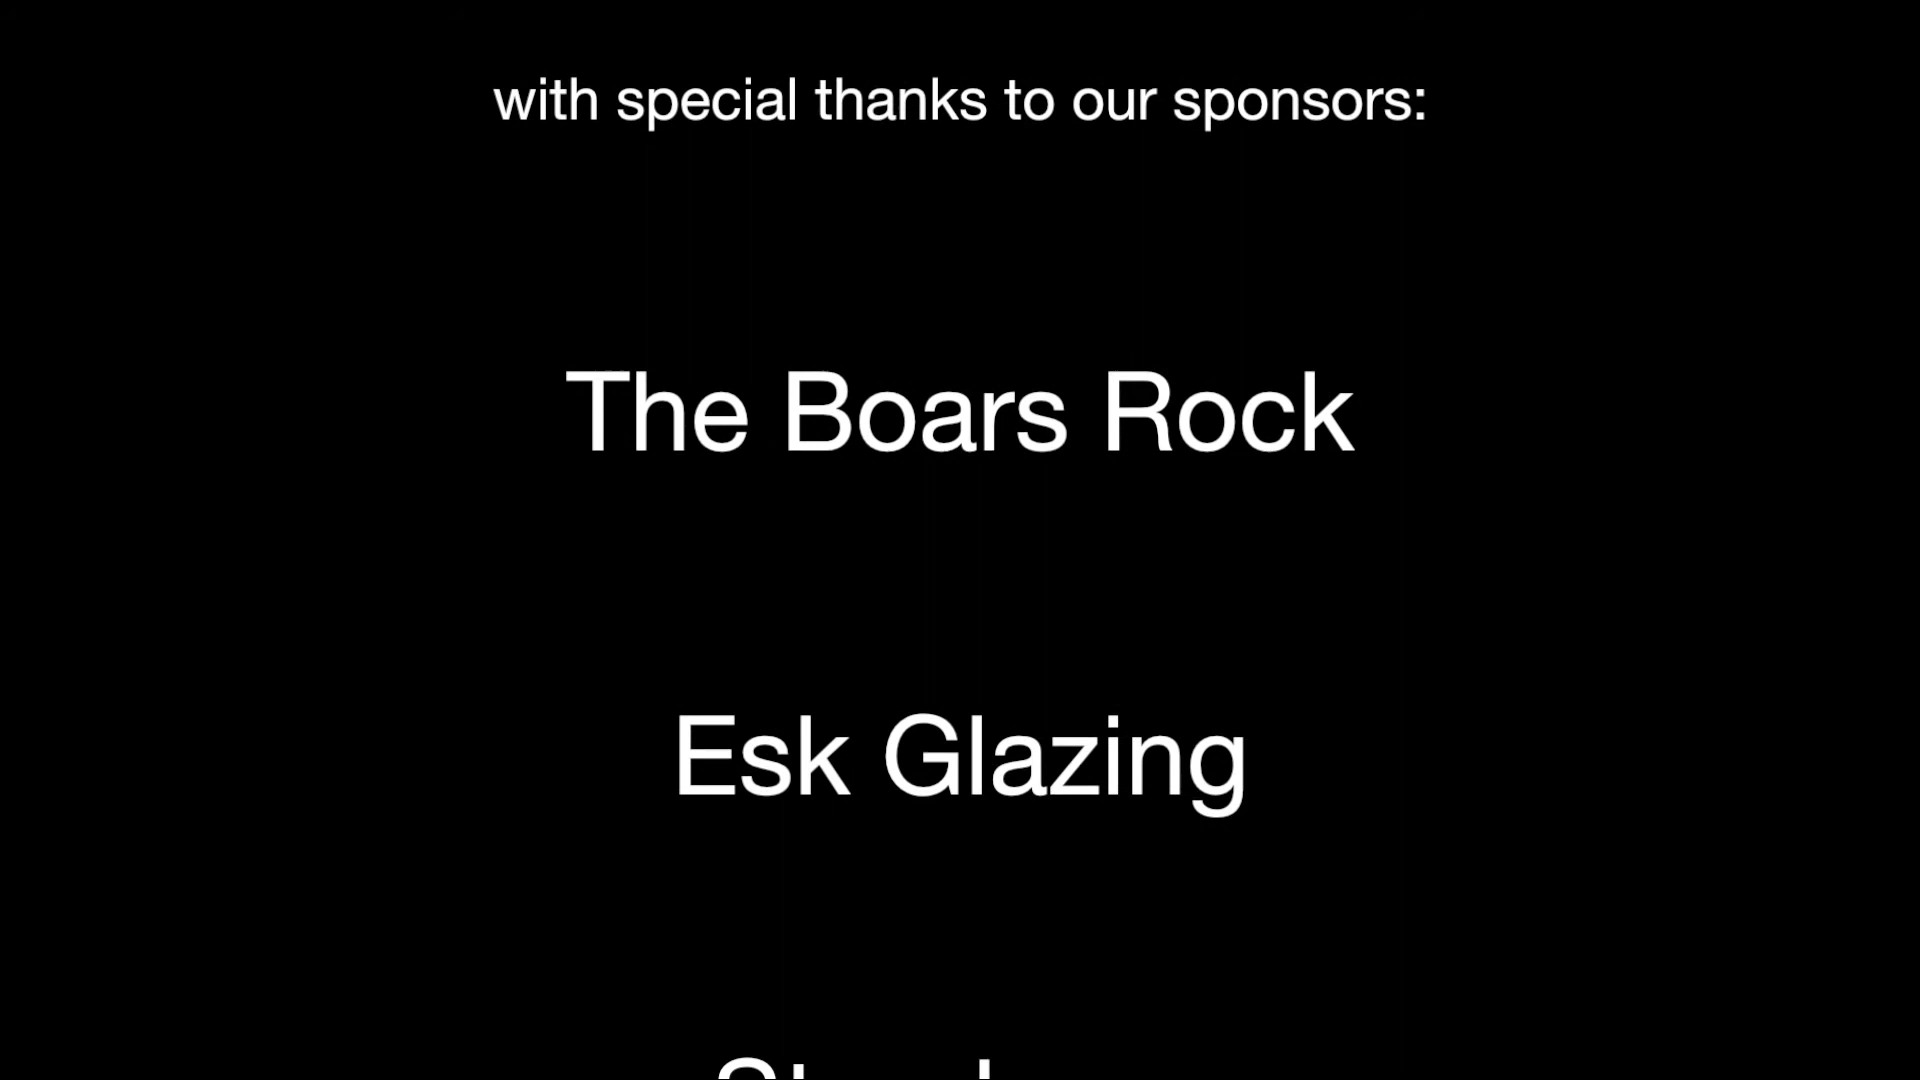 with special thanks to our sponsors:
The Boars Rock
Esk Glazing